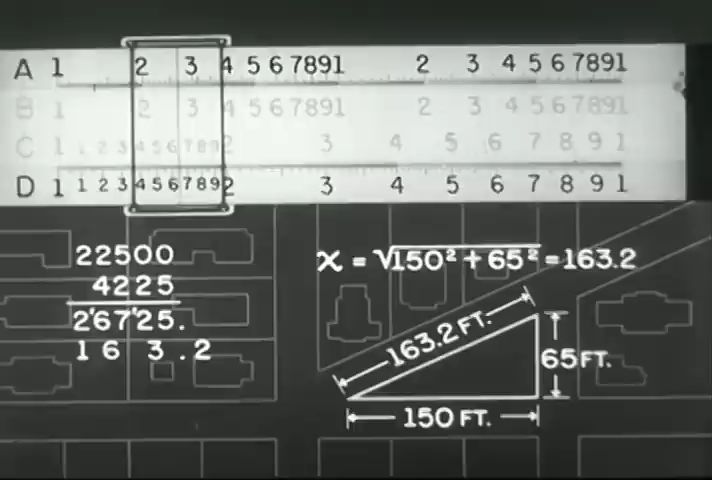 A 1 2 3 4 5 6 7 8 9 1 2 3 4 5 6 7 8 9 1
B 1 2 3 4 5 6 7 8 9 1 2 3 4 5 6 7 8 9 1
C 1 1 2 3 4 5 6 7 8 9 2 3 4 5 6 7 8 9 1
D 1 1 2 3 4 5 6 7 8 9 2 3 4 5 6 7 8 9 1
22500
4225
2'67'25.
1 6 3 . 2
x = √150² + 65² = 163.2
163.2 FT.
65 FT.
150 FT.